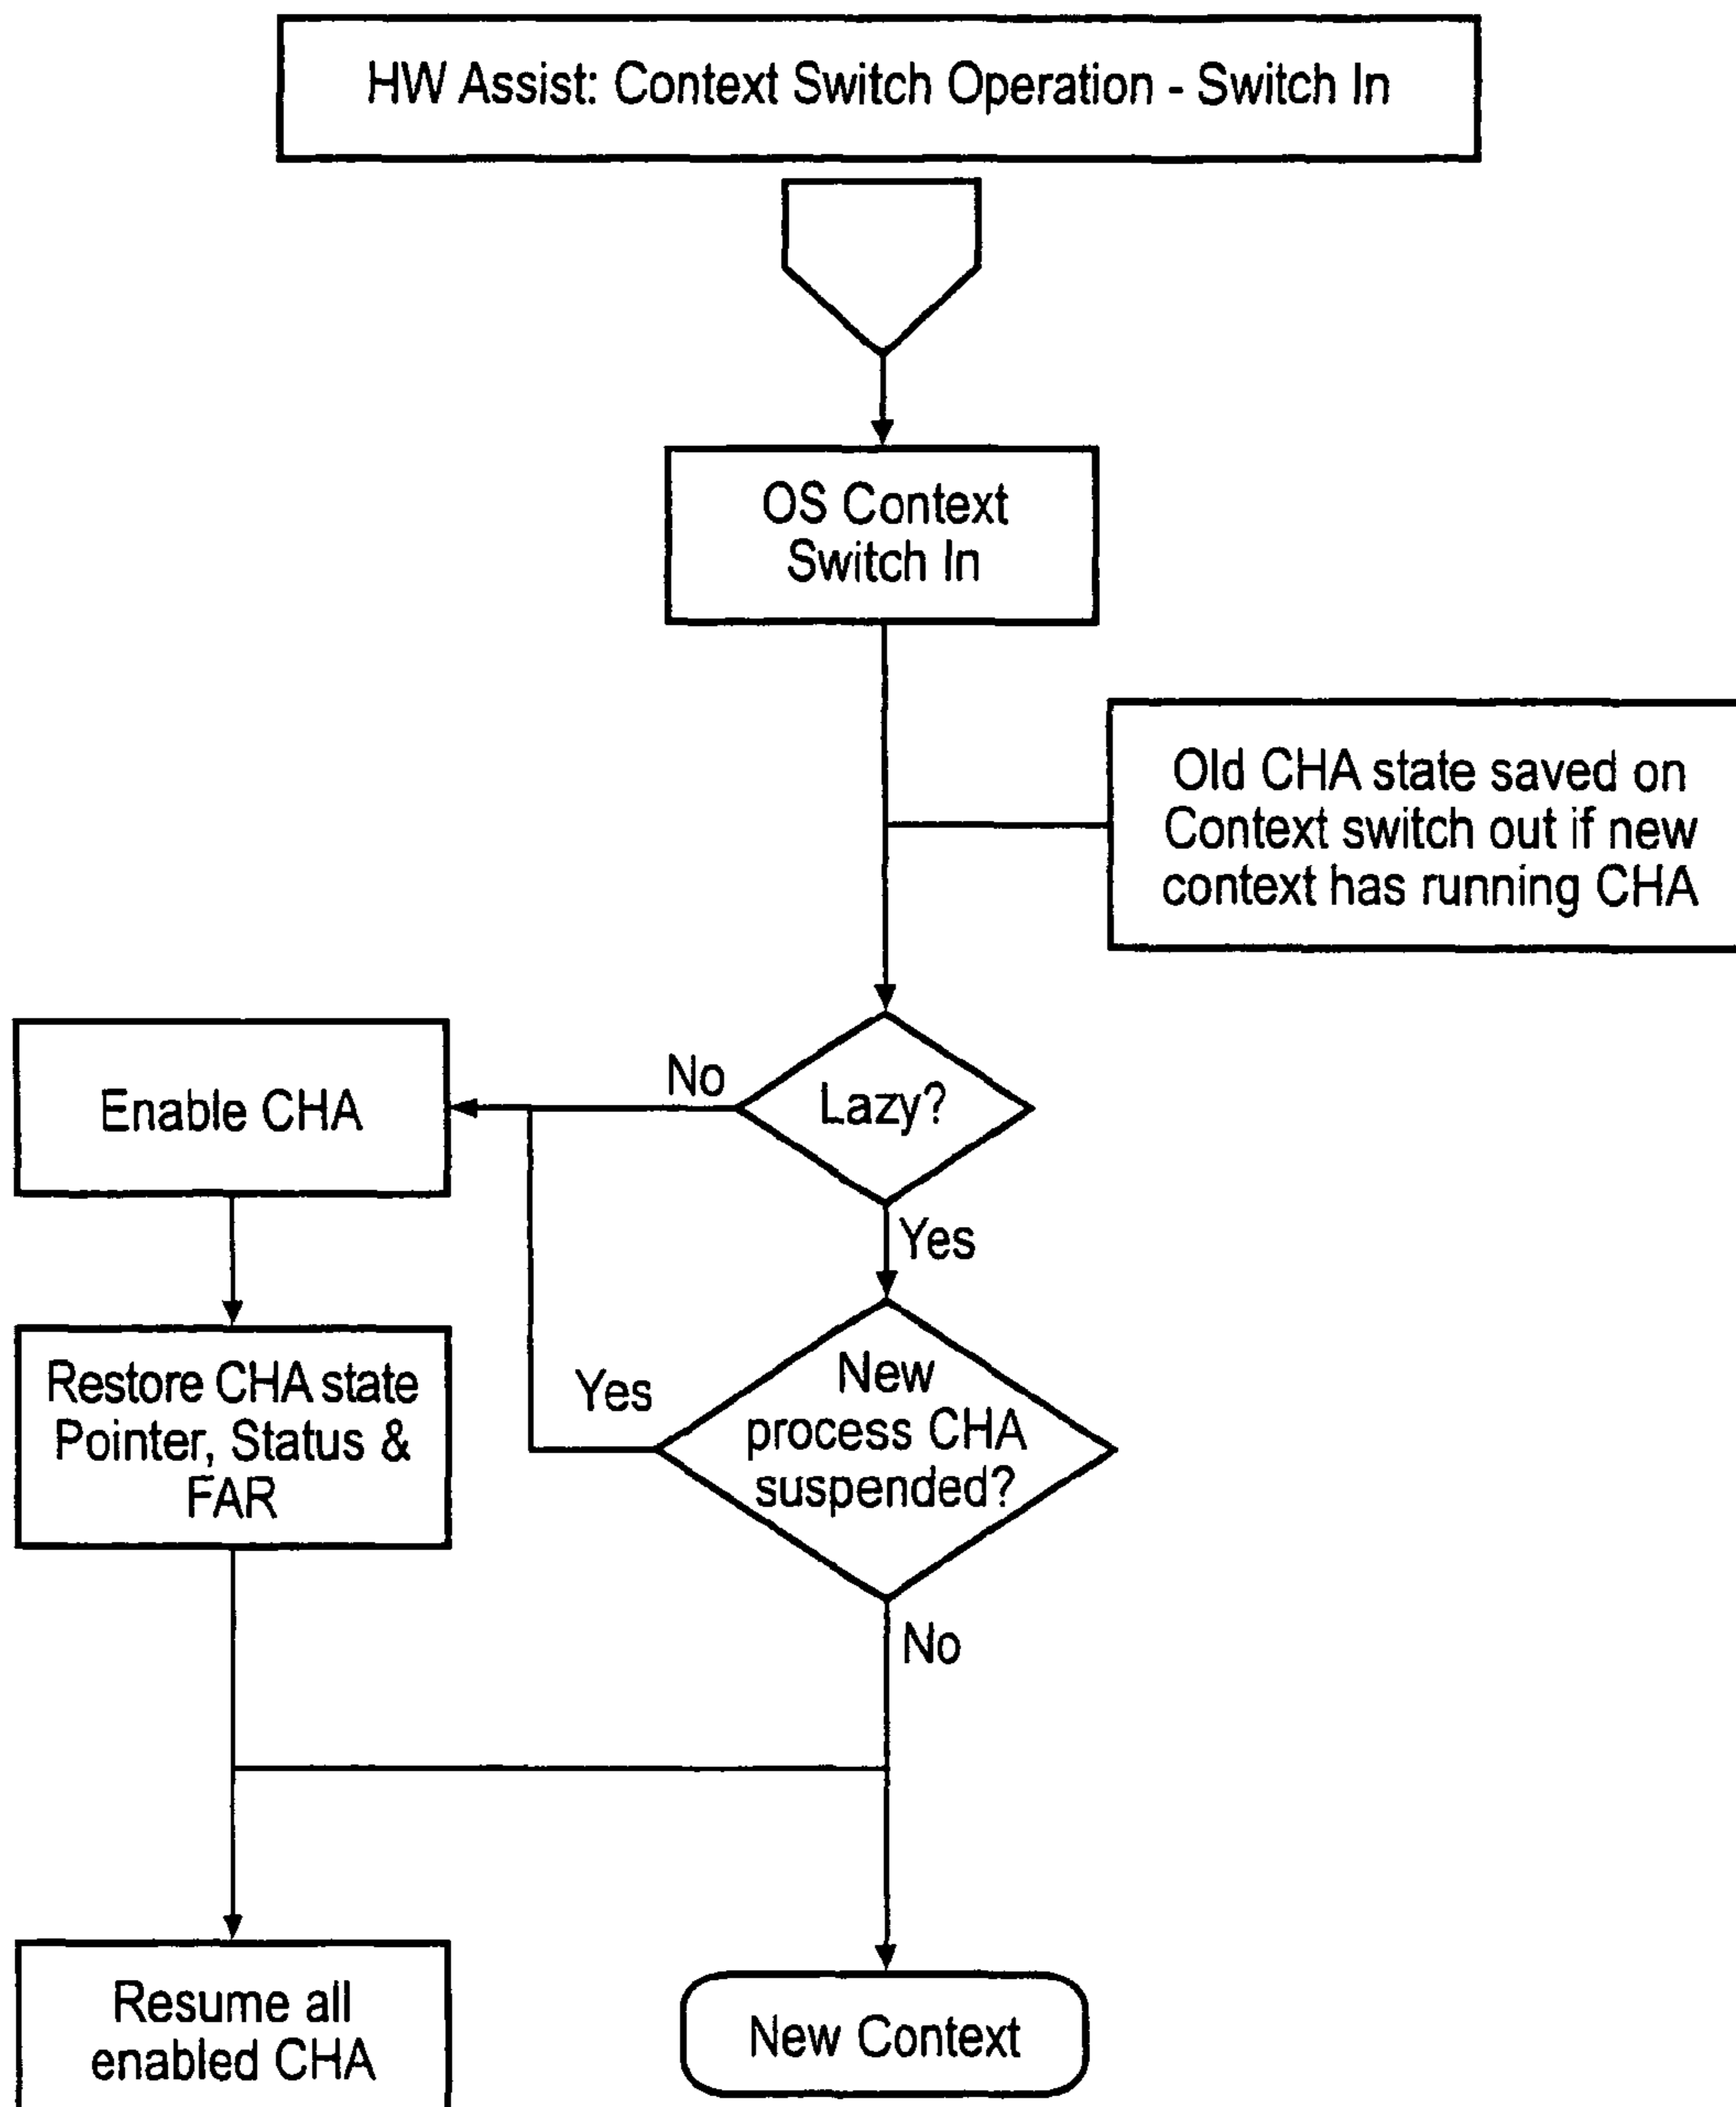 HW Assist: Context Switch Operation - Switch In
OS Context
Switch In
Old CHA state saved on
Context switch out if new
context has running CHA
Lazy?
No
Enable CHA
Yes
New
process CHA
suspended?
Yes
Restore CHA state
Pointer, Status &
FAR
No
Resume all
enabled CHA
New Context